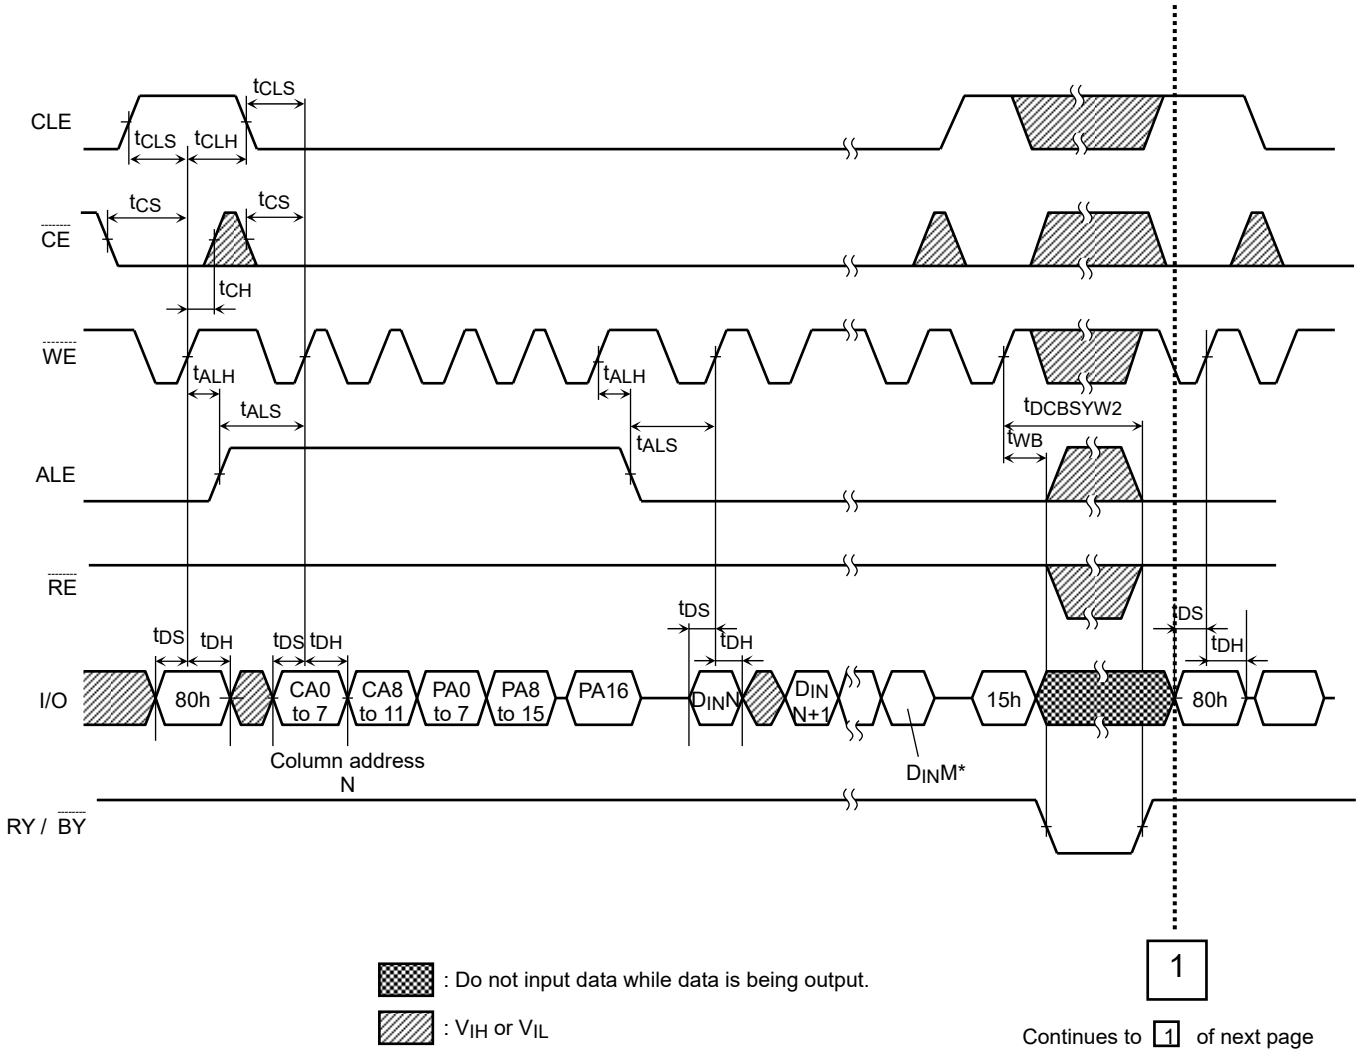 tCLS
CLE
tCLS tCLH
tCS tCS
CE
tCH
WE
tALH tALH
tALS tDCBSYW2
tALS tWB
ALE
RE
tDS tDH tDS tDH tDS tDH tDS tDH
I/O 80h CA0 to 7 CA8 to 11 PA0 to 7 PA8 to 15 PA16 DINN DIN N+1 15h 80h
Column address
N
DINM*
RY / BY
1
: Do not input data while data is being output.
: VIH or VIL
Continues to 1 of next page